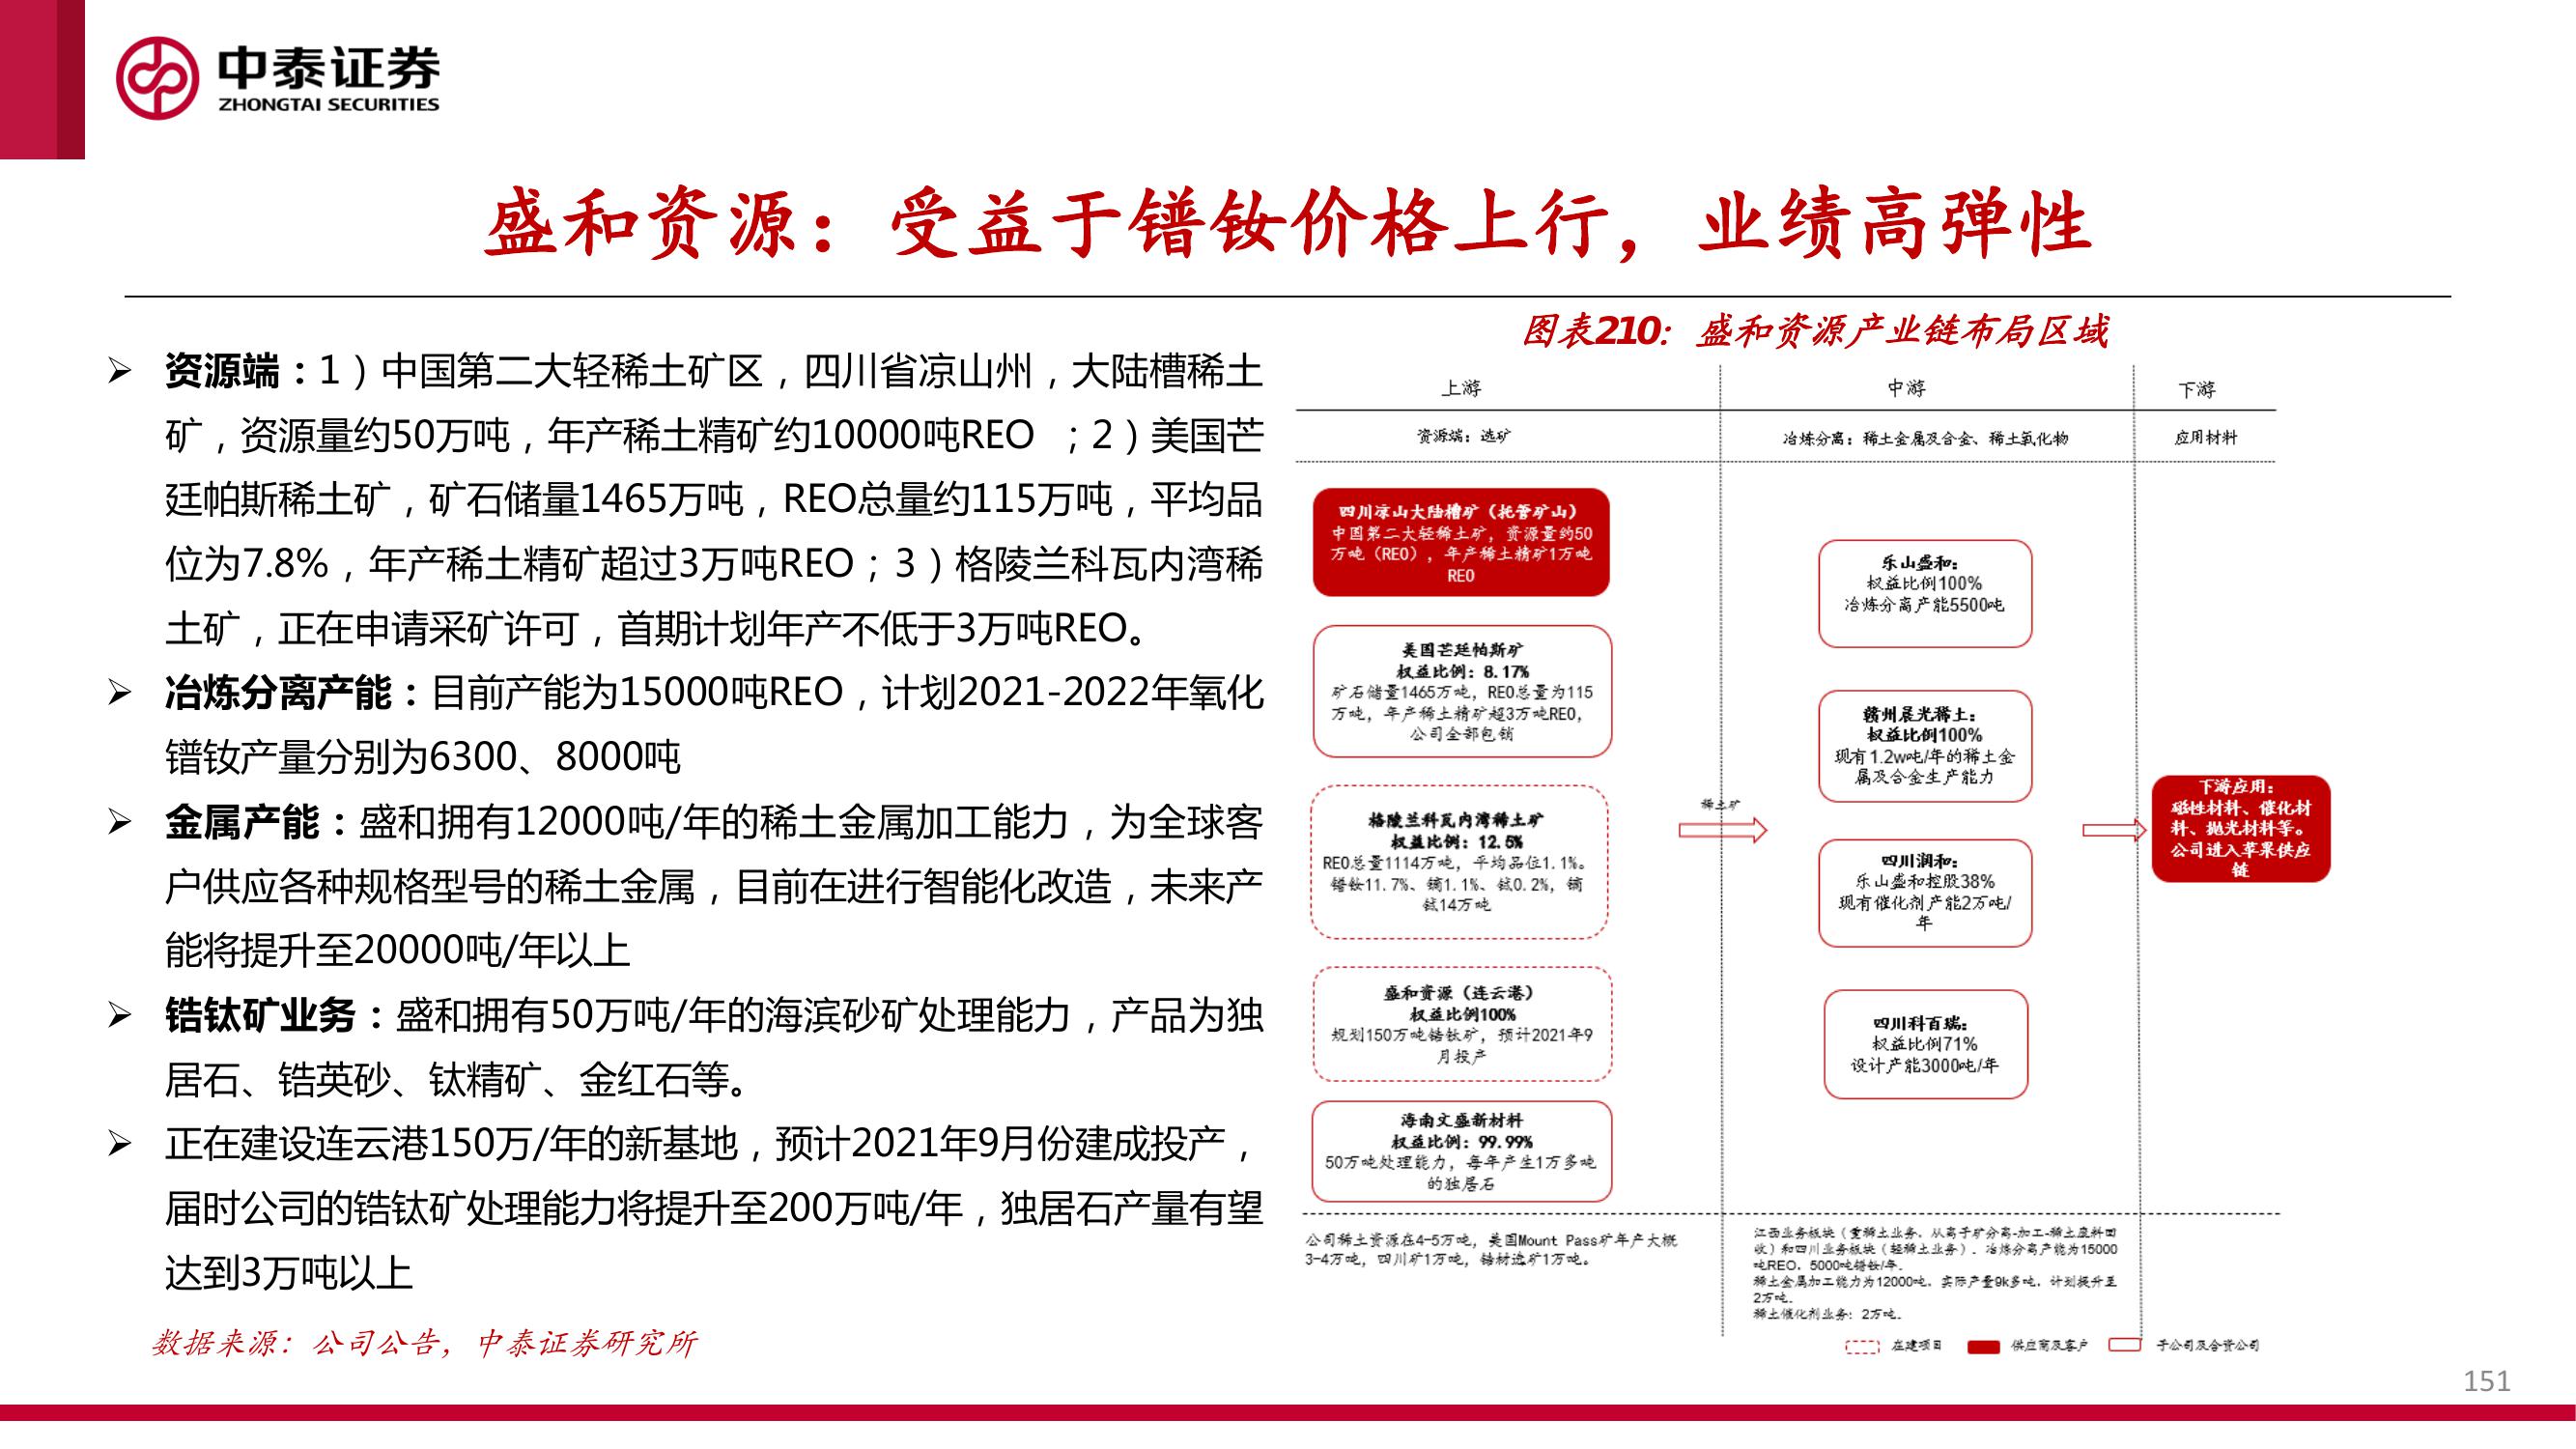 中泰证券
ZHONGTAI SECURITIES
盛和资源：受益于镨钕价格上行，业绩高弹性
➢ 资源端：1）中国第二大轻稀土矿区，四川省凉山州，大陆槽稀土
矿，资源量约50万吨，年产稀土精矿约10000吨REO ；2）美国芒
廷帕斯稀土矿，矿石储量1465万吨，REO总量约115万吨，平均品
位为7.8%，年产稀土精矿超过3万吨REO；3）格陵兰科瓦内湾稀
土矿，正在申请采矿许可，首期计划年产不低于3万吨REO。
➢ 冶炼分离产能：目前产能为15000吨REO，计划2021-2022年氧化
镨钕产量分别为6300、8000吨
➢ 金属产能：盛和拥有12000吨/年的稀土金属加工能力，为全球客
户供应各种规格型号的稀土金属，目前在进行智能化改造，未来产
能将提升至20000吨/年以上
➢ 锆钛矿业务：盛和拥有50万吨/年的海滨砂矿处理能力，产品为独
居石、锆英砂、钛精矿、金红石等。
➢ 正在建设连云港150万/年的新基地，预计2021年9月份建成投产，
届时公司的锆钛矿处理能力将提升至200万吨/年，独居石产量有望
达到3万吨以上
数据来源：公司公告，中泰证券研究所
图表210：盛和资源产业链布局区域
上游
中游
下游
资源端：选矿
冶炼分离：稀土金属及合金、稀土氧化物
应用材料
四川凉山大陆槽矿（托管矿山）
中国第二大轻稀土矿，资源量约50
万吨（REO），年产稀土精矿1万吨
REO
美国芒廷帕斯矿
权益比例：8.17%
矿石储量1465万吨，REO总量为115
万吨，年产稀土精矿超3万吨REO，
公司全部包销
格陵兰科瓦内湾稀土矿
权益比例：12.5%
REO总量1114万吨，平均品位1.1%。
镨钕11.7%、镝1.1%、铽0.2%，镝
铽14万吨
盛和资源（连云港）
权益比例100%
规划150万吨锆钛矿，预计2021年9
月投产
海南文盛新材料
权益比例：99.99%
50万吨处理能力，每年产生1万多吨
的独居石
稀土矿
乐山盛和：
权益比例100%
冶炼分离产能5500吨
赣州晨光稀土：
权益比例100%
现有1.2w吨/年的稀土金
属及合金生产能力
四川润和：
乐山盛和控股38%
现有催化剂产能2万吨/
年
四川科百瑞：
权益比例71%
设计产能3000吨/年
下游应用：
磁性材料、催化材
料、抛光材料等。
公司进入苹果供应
链
公司稀土资源在4-5万吨，美国Mount Pass矿年产大概
3-4万吨，四川矿1万吨，锆材选矿1万吨。
江西业务板块（重稀土业务，从离子矿分离-加工-稀土废料回
收）和四川业务板块（轻稀土业务），冶炼分离产能为15000
吨REO，5000吨镨钕/年。
稀土金属加工能力为12000吨，实际产量9k多吨，计划提升至
2万吨。
稀土催化剂业务：2万吨。
在建项目
供应商及客户
子公司及合资公司
151